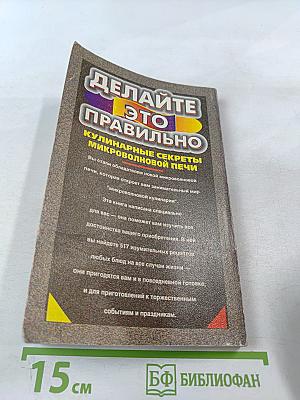 ДЕЛАЙТЕ
ЭТО
ПРАВИЛЬНО
КУЛИНАРНЫЕ СЕКРЕТЫ
МИКРОВОЛНОВОЙ ПЕЧИ
Вы стали обладателем новой микроволновой
печи, которая откроет вам занимательный мир
"микроволновой кулинарии"
Эта книга написана специально
для вас — она поможет вам изучить все
достоинства вашего приобретения. В ней
вы найдете 517 изумительных рецептов
любых блюд на все случаи жизни —
они пригодятся вам и в повседневной готовке,
и для приготовлений к торжественным
событиям и праздникам.
15 см
БФ БИБЛИОФАН